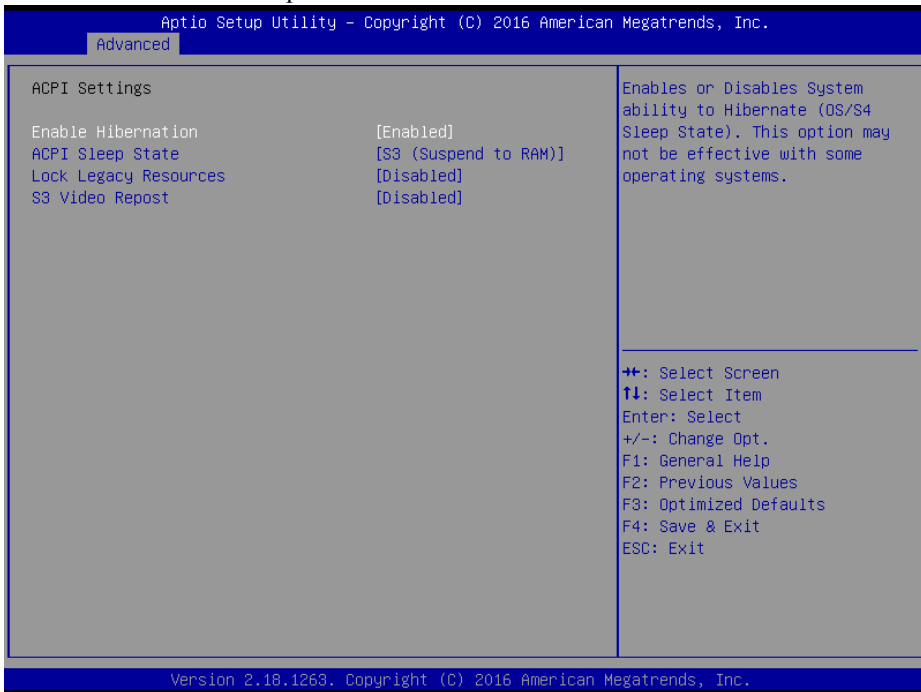 Aptio Setup Utility – Copyright (C) 2016 American Megatrends, Inc.
Advanced
ACPI Settings
Enable Hibernation [Enabled]
ACPI Sleep State [S3 (Suspend to RAM)]
Lock Legacy Resources [Disabled]
S3 Video Repost [Disabled]
Enables or Disables System
ability to Hibernate (OS/S4
Sleep State). This option may
not be effective with some
operating systems.
→←: Select Screen
↑↓: Select Item
Enter: Select
+/-: Change Opt.
F1: General Help
F2: Previous Values
F3: Optimized Defaults
F4: Save & Exit
ESC: Exit
Version 2.18.1263. Copyright (C) 2016 American Megatrends, Inc.